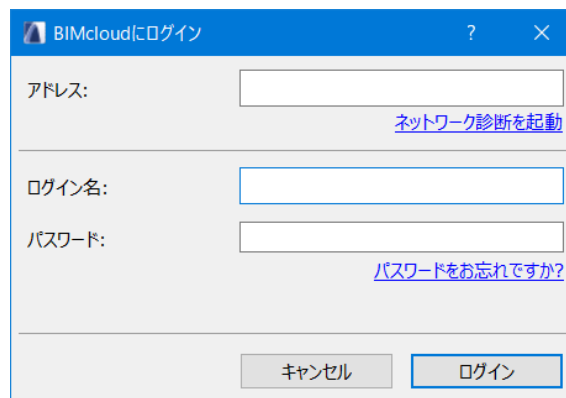 BIMcloudにログイン
アドレス:
ネットワーク診断を起動
ログイン名:
パスワード:
パスワードをお忘れですか?
キャンセル ログイン